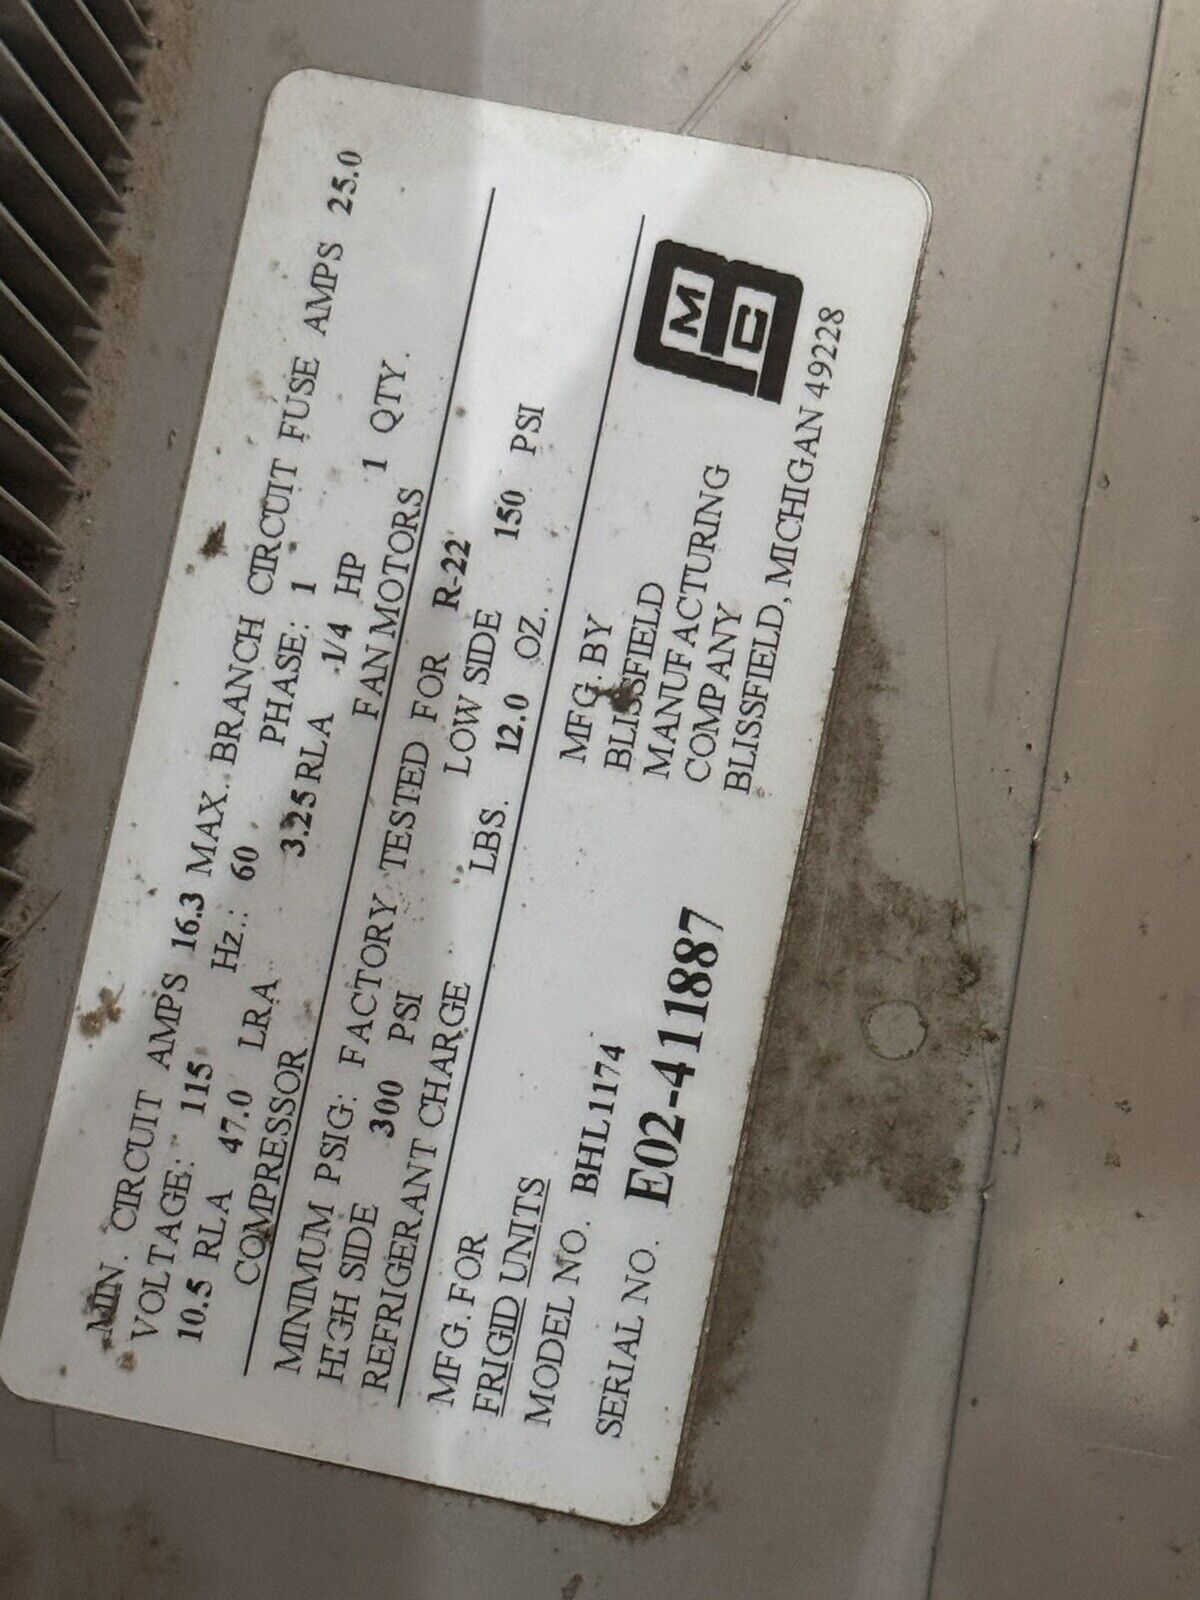 MIN. CIRCUIT AMPS 16.3 MAX. BRANCH CIRCUIT FUSE AMPS 25.0
VOLTAGE: 115 Hz.: 60 PHASE: 1
10.5 RLA 47.0 LRA 3.25 RLA 1/4 HP 1 QTY.
COMPRESSOR FAN MOTORS
MINIMUM PSIG: FACTORY TESTED FOR R-22
HIGH SIDE 300 PSI LOW SIDE 150 PSI
REFRIGERANT CHARGE LBS. 12.0 OZ.
MFG. FOR
FRIGID UNITS
MODEL NO. BHL1174
SERIAL NO. E02-41187
MFG. BY
BLISSFIELD
MANUFACTURING
COMPANY
BLISSFIELD, MICHIGAN 49228
BMC